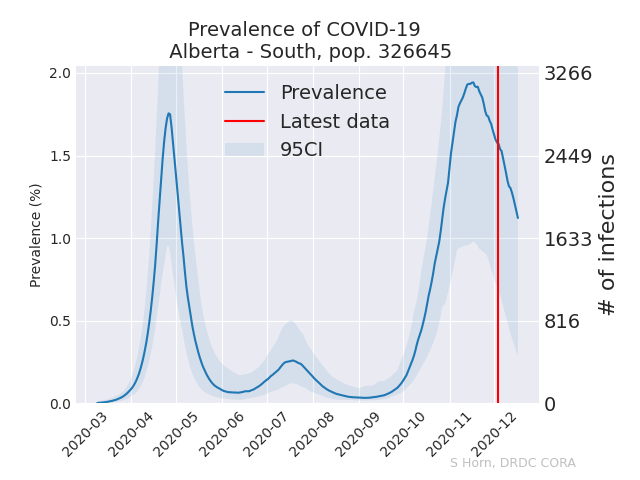 Prevalence of COVID-19
Alberta - South, pop. 326645
Prevalence
Latest data
95CI
Prevalence (%)
2.0
1.5
1.0
0.5
0.0
3266
2449
1633
816
0
# of infections
2020-03
2020-04
2020-05
2020-06
2020-07
2020-08
2020-09
2020-10
2020-11
2020-12
S Horn, DRDC CORA